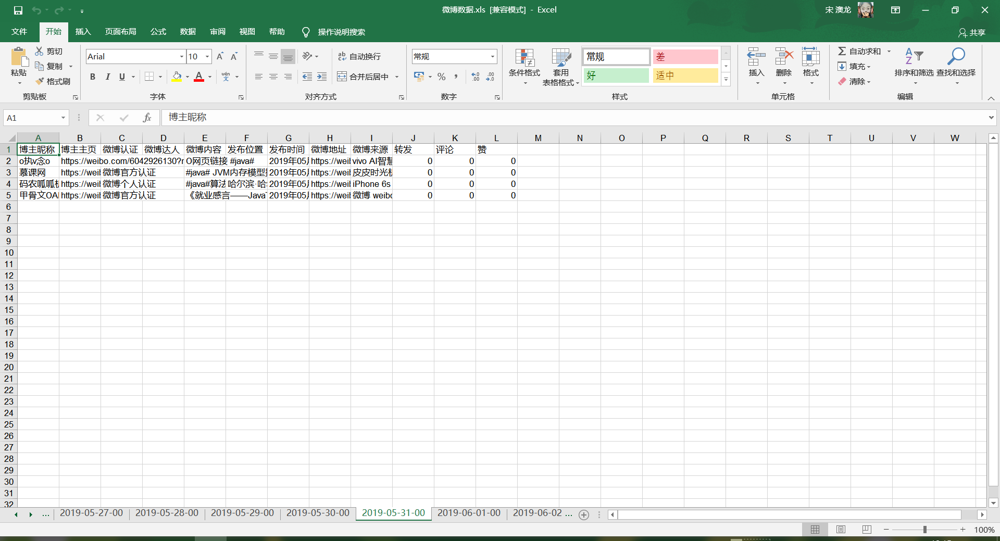 微博数据.xls [兼容模式] - Excel
宋 澳龙
文件 开始 插入 页面布局 公式 数据 审阅 视图 帮助 操作说明搜索 共享
粘贴 剪切 复制 格式刷 剪贴板
Arial 10 B I U A wén 文 字体
ab 自动换行 合并后居中 对齐方式
常规 % , 数字
条件格式 套用 表格格式 常规 差 好 适中 样式
插入 删除 格式 单元格
自动求和 填充 清除 排序和筛选 查找和选择 编辑
A1 fx 博主昵称
A B C D E F G H I J K L M N O P Q R S T U V W
1 博主昵称 博主主页 微博认证 微博达人 微博内容 发布位置 发布时间 微博地址 微博来源 转发 评论 赞
2 o执v念o https://weibo.com/6042926130?r O网页链接 #java# 2019年05 https://weil vivo AI智慧 0 0 0
3 慕课网 https://weil 微博官方认证 #java# JVM内存模型 2019年05 https://weil 皮皮时光机 0 0 0
4 码农呱呱 https://weil 微博个人认证 #java#算法 哈尔滨·哈 2019年05 https://weil iPhone 6s 0 0 0
5 甲骨文OA https://weil 微博官方认证 《就业感言——Java 2019年05 https://weil 微博 weibo 0 0 0
6
7
8
9
10
11
12
13
14
15
16
17
18
19
20
21
22
23
24
25
26
27
28
29
30
31
32
... 2019-05-27-00 2019-05-28-00 2019-05-29-00 2019-05-30-00 2019-05-31-00 2019-06-01-00 2019-06-02 ...
100%